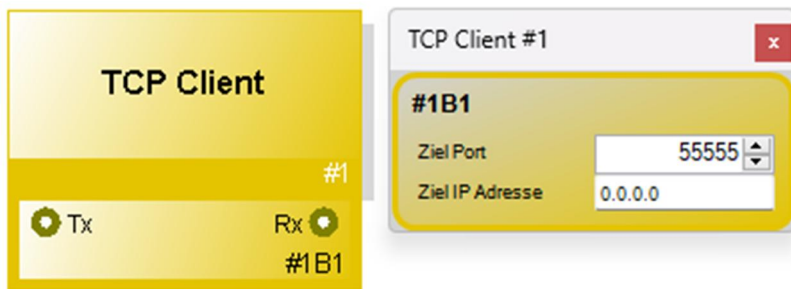 TCP Client
#1
Tx
Rx
#1B1
TCP Client #1
x
#1B1
Ziel Port
55555
Ziel IP Adresse
0.0.0.0